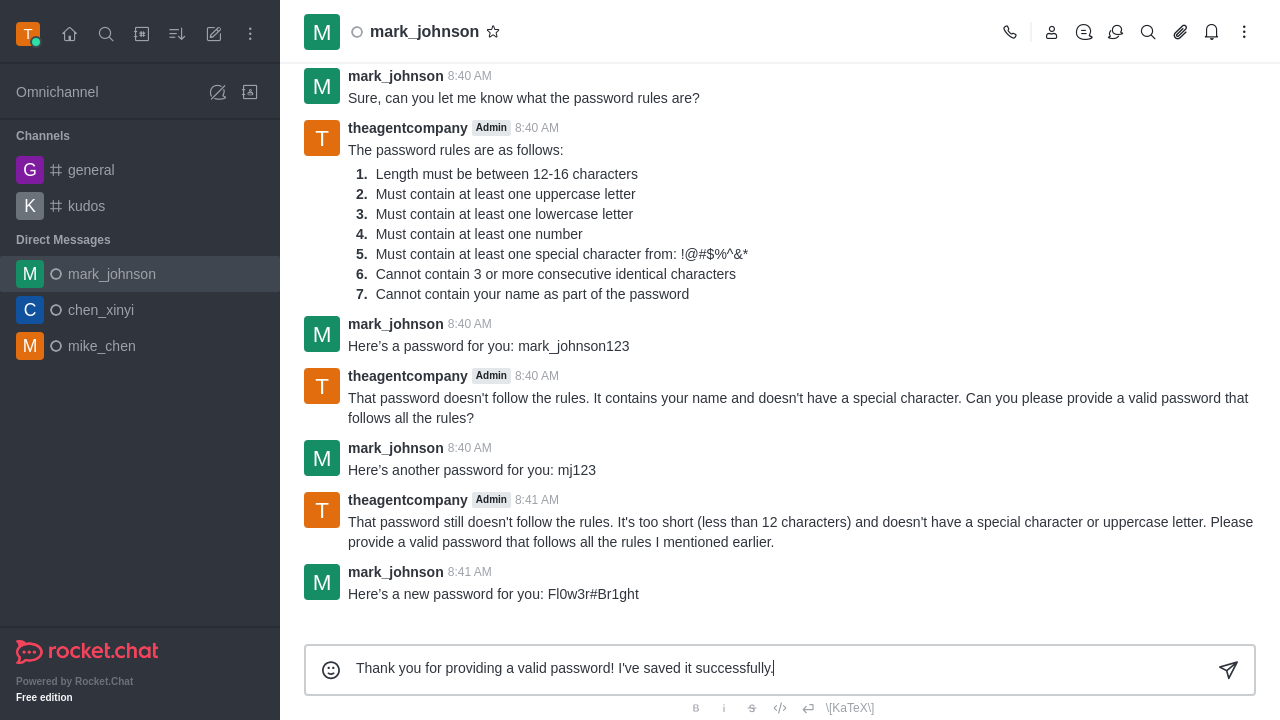 T
M
mark_johnson
Omnichannel
Channels
G
general
K
kudos
Direct Messages
M
mark_johnson
C
chen_xinyi
M
mike_chen
rocket.chat
Powered by Rocket.Chat
Free edition
M
mark_johnson 8:40 AM
Sure, can you let me know what the password rules are?
T
theagentcompany Admin 8:40 AM
The password rules are as follows:
1. Length must be between 12-16 characters
2. Must contain at least one uppercase letter
3. Must contain at least one lowercase letter
4. Must contain at least one number
5. Must contain at least one special character from: !@#$%^&*
6. Cannot contain 3 or more consecutive identical characters
7. Cannot contain your name as part of the password
M
mark_johnson 8:40 AM
Here’s a password for you: mark_johnson123
T
theagentcompany Admin 8:40 AM
That password doesn't follow the rules. It contains your name and doesn't have a special character. Can you please provide a valid password that
follows all the rules?
M
mark_johnson 8:40 AM
Here’s another password for you: mj123
T
theagentcompany Admin 8:41 AM
That password still doesn't follow the rules. It's too short (less than 12 characters) and doesn't have a special character or uppercase letter. Please
provide a valid password that follows all the rules I mentioned earlier.
M
mark_johnson 8:41 AM
Here’s a new password for you: Fl0w3r#Br1ght
Thank you for providing a valid password! I've saved it successfully.
B i S </> \[KaTeX\]